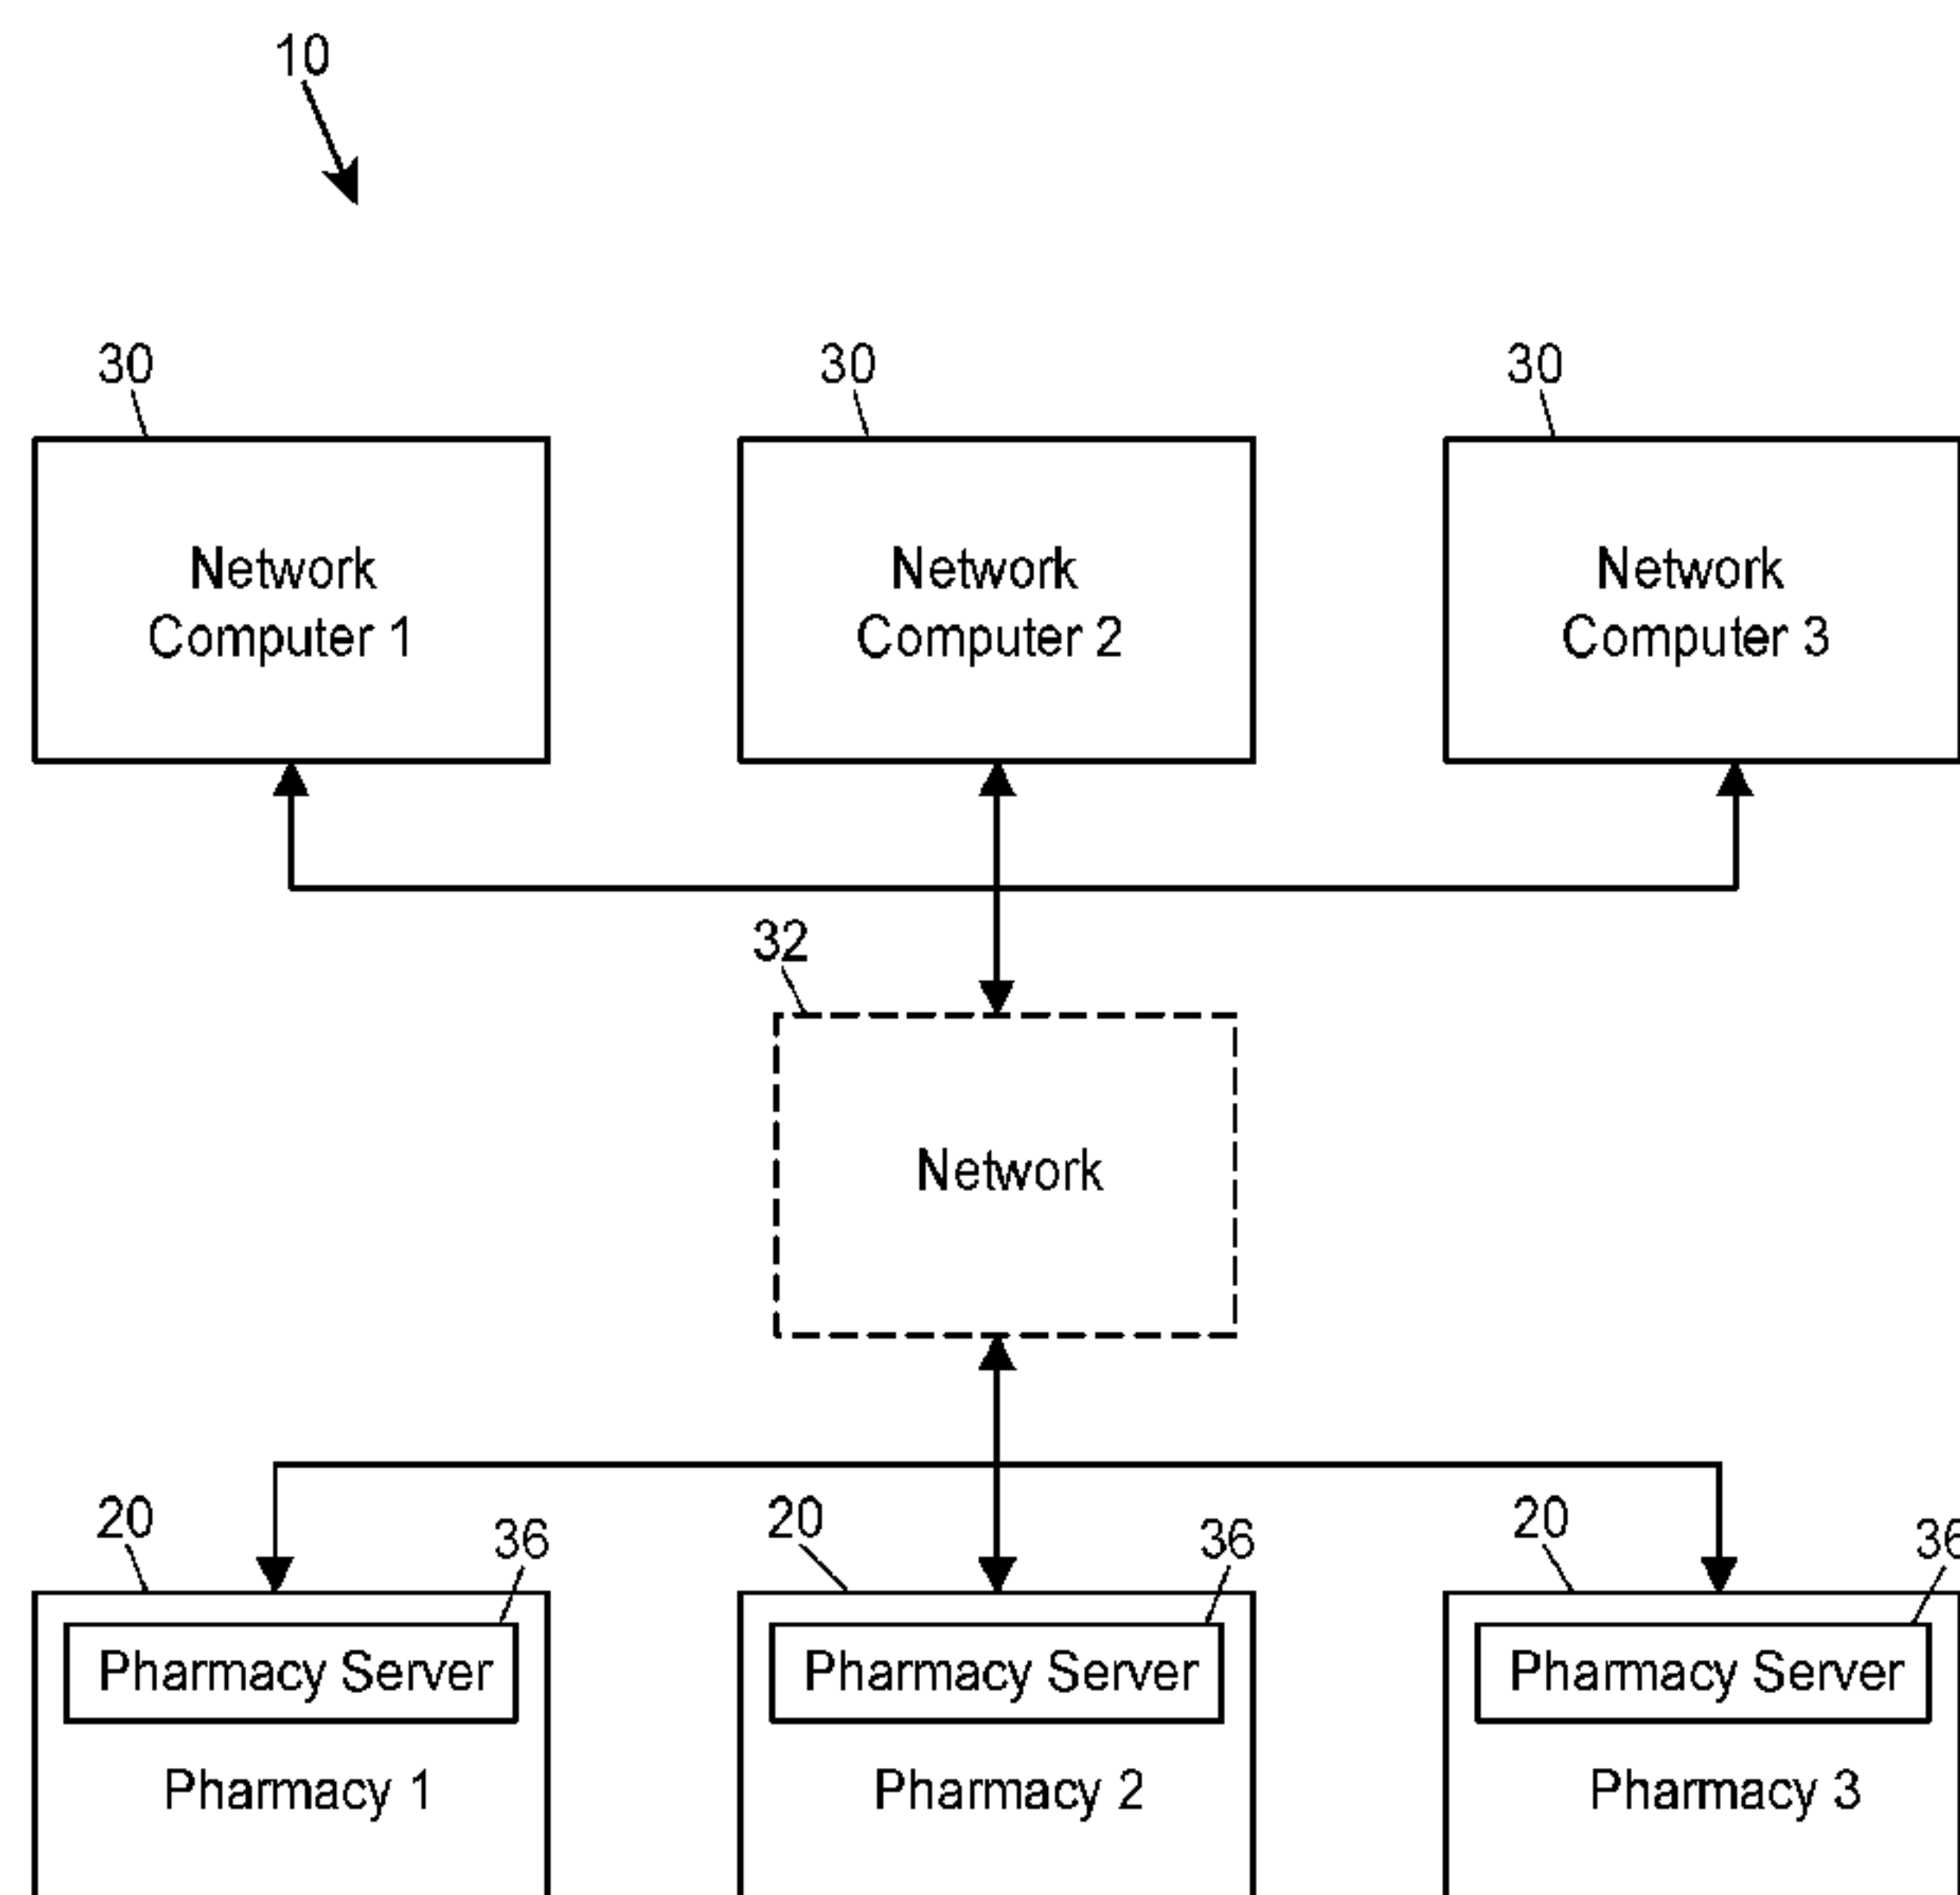 10
30
30
30
Network
Computer 1
Network
Computer 2
Network
Computer 3
32
Network
20
36
20
36
20
36
Pharmacy Server
Pharmacy Server
Pharmacy Server
Pharmacy 1
Pharmacy 2
Pharmacy 3